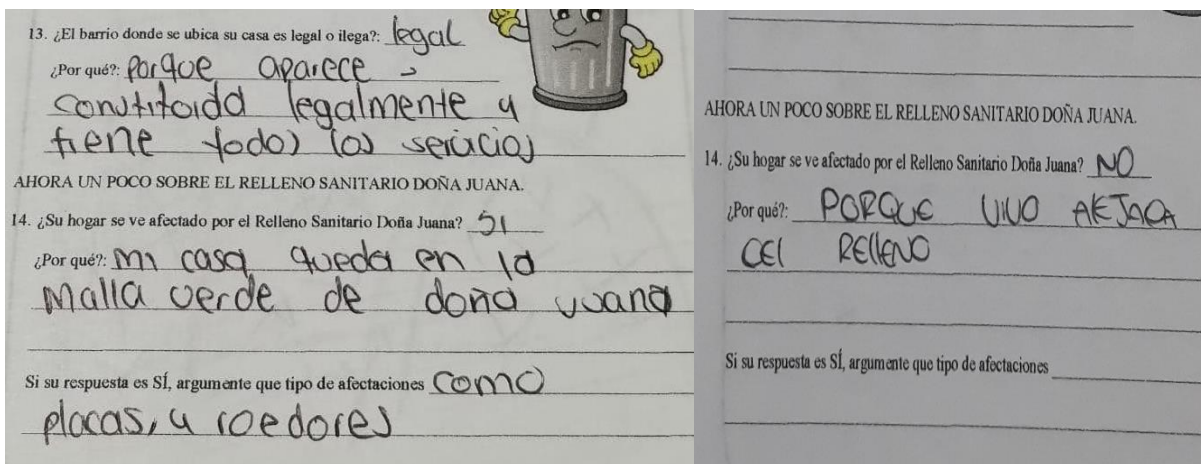 13. ¿El barrio donde se ubica su casa es legal o ilega?: legal
¿Por qué?: porque aparece
constitoida legalmente y
tiene todos los servicios
AHORA UN POCO SOBRE EL RELLENO SANITARIO DOÑA JUANA.
14. ¿Su hogar se ve afectado por el Relleno Sanitario Doña Juana? SI
¿Por qué?: mi casa queda en la
Malla verde de doña juana
Si su respuesta es SÍ, argumente que tipo de afectaciones como
placas, y roedores
AHORA UN POCO SOBRE EL RELLENO SANITARIO DOÑA JUANA.
14. ¿Su hogar se ve afectado por el Relleno Sanitario Doña Juana? NO
¿Por qué?: PORQUE VIVO AlEJADA
DEl REllENO
Si su respuesta es SÍ, argumente que tipo de afectaciones